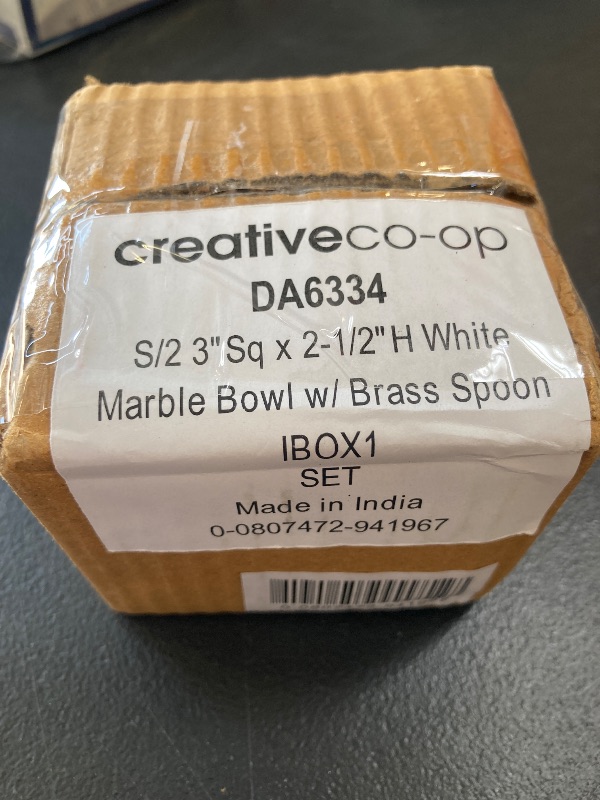 creativeco-op
DA6334
S/2 3"Sq x 2-1/2"H White
Marble Bowl w/ Brass Spoon
IBOX1
SET
Made in India
0-0807472-941967